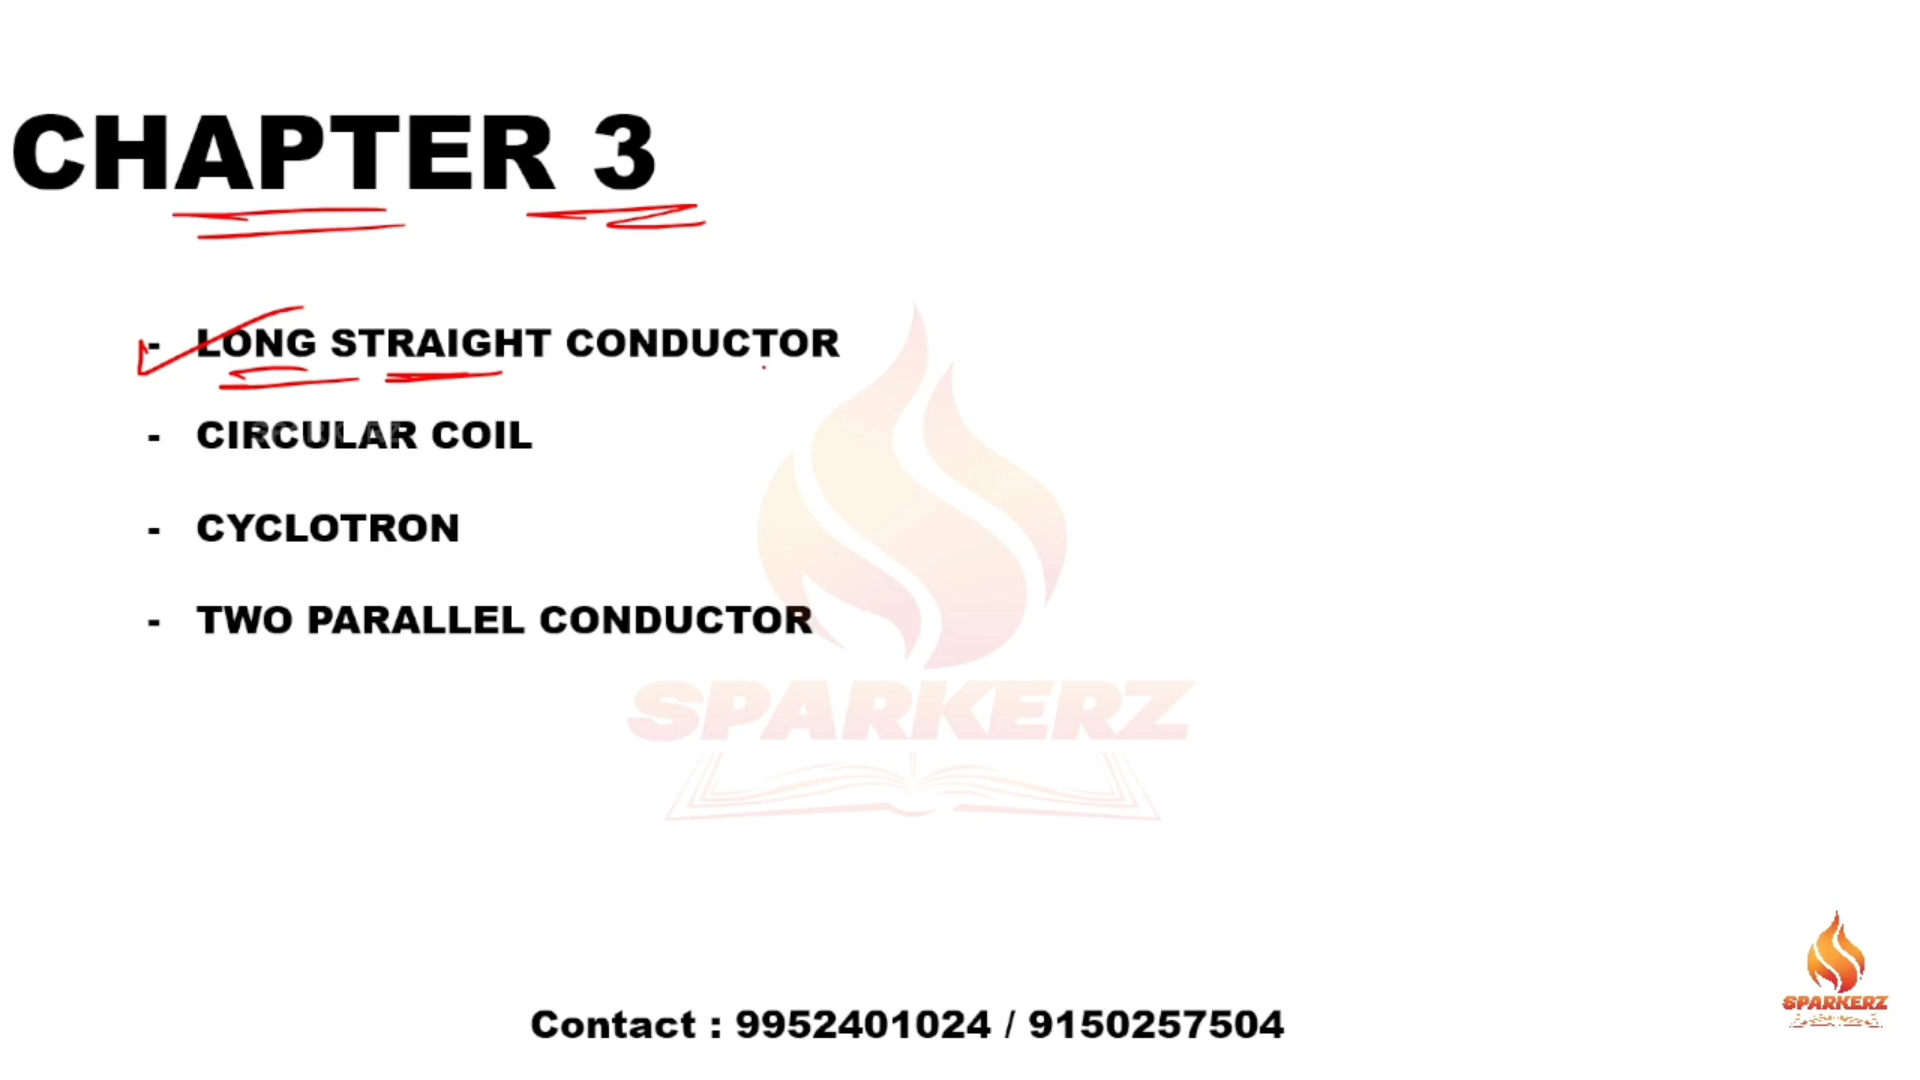 CHAPTER 3
- LONG STRAIGHT CONDUCTOR
- CIRCULAR COIL
- CYCLOTRON
- TWO PARALLEL CONDUCTOR
SPARKERZ
SPARKERZ
Contact : 9952401024 / 9150257504